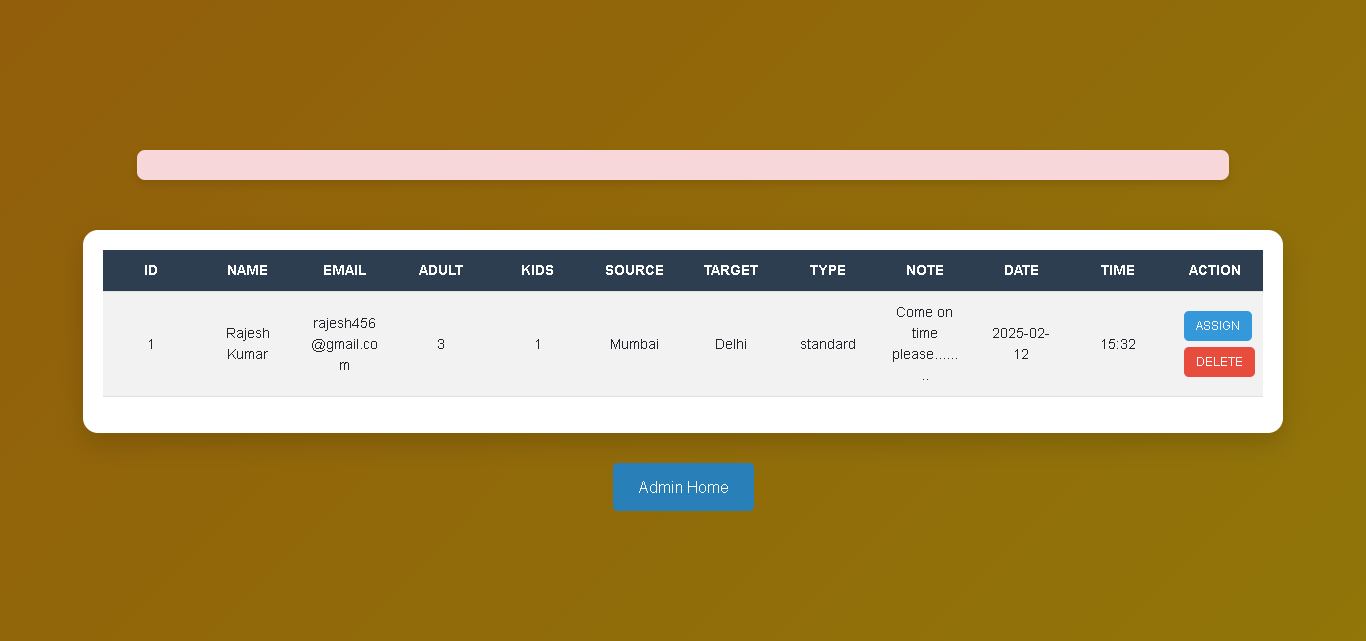 ID NAME EMAIL ADULT KIDS SOURCE TARGET TYPE NOTE DATE TIME ACTION
1
Rajesh
Kumar
rajesh456
@gmail.co
m
3
1
Mumbai
Delhi
standard
Come on
time
please......
..
2025-02-
12
15:32
ASSIGN
DELETE
Admin Home